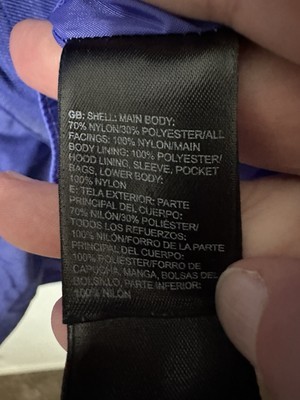 GB: SHELL: MAIN BODY:
70% NYLON/30% POLYESTER/ALL
FACINGS: 100% NYLON/MAIN
BODY LINING: 100% POLYESTER/
HOOD LINING, SLEEVE, POCKET
BAGS, LOWER BODY:
100% NYLON
E: TELA EXTERIOR: PARTE
PRINCIPAL DEL CUERPO:
70% NILÓN/30% POLIESTER/
TODOS LOS REFUERZOS:
100% NILÓN/FORRO DE LA PARTE
PRINCIPAL DEL CUERPO:
100% POLIESTER/FORRO DE
CAPUCHA, MANGA, BOLSAS DEL
BOLSILLO, PARTE INFERIOR:
100% NILÓN